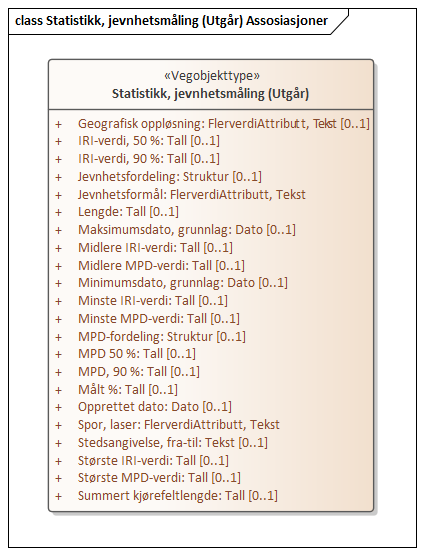 class Statistikk, jevnhetsmåling (Utgår) Assosiasjoner
«Vegobjekttype»
Statistikk, jevnhetsmåling (Utgår)
+ Geografisk oppløsning: FlerverdiAttributt, Tekst [0..1]
+ IRI-verdi, 50 %: Tall [0..1]
+ IRI-verdi, 90 %: Tall [0..1]
+ Jevnhetsfordeling: Struktur [0..1]
+ Jevnhetsformål: FlerverdiAttributt, Tekst
+ Lengde: Tall [0..1]
+ Maksimumsdato, grunnlag: Dato [0..1]
+ Midlere IRI-verdi: Tall [0..1]
+ Midlere MPD-verdi: Tall [0..1]
+ Minimumsdato, grunnlag: Dato [0..1]
+ Minste IRI-verdi: Tall [0..1]
+ Minste MPD-verdi: Tall [0..1]
+ MPD-fordeling: Struktur [0..1]
+ MPD 50 %: Tall [0..1]
+ MPD, 90 %: Tall [0..1]
+ Målt %: Tall [0..1]
+ Opprettet dato: Dato [0..1]
+ Spor, laser: FlerverdiAttributt, Tekst
+ Stedsangivelse, fra-til: Tekst [0..1]
+ Største IRI-verdi: Tall [0..1]
+ Største MPD-verdi: Tall [0..1]
+ Summert kjørefeltlengde: Tall [0..1]